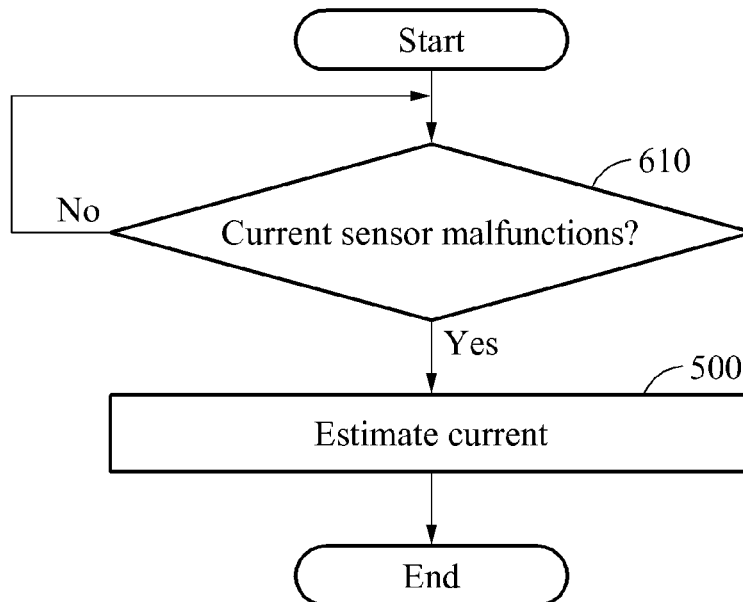 Start
610
No
Current sensor malfunctions?
Yes
500
Estimate current
End